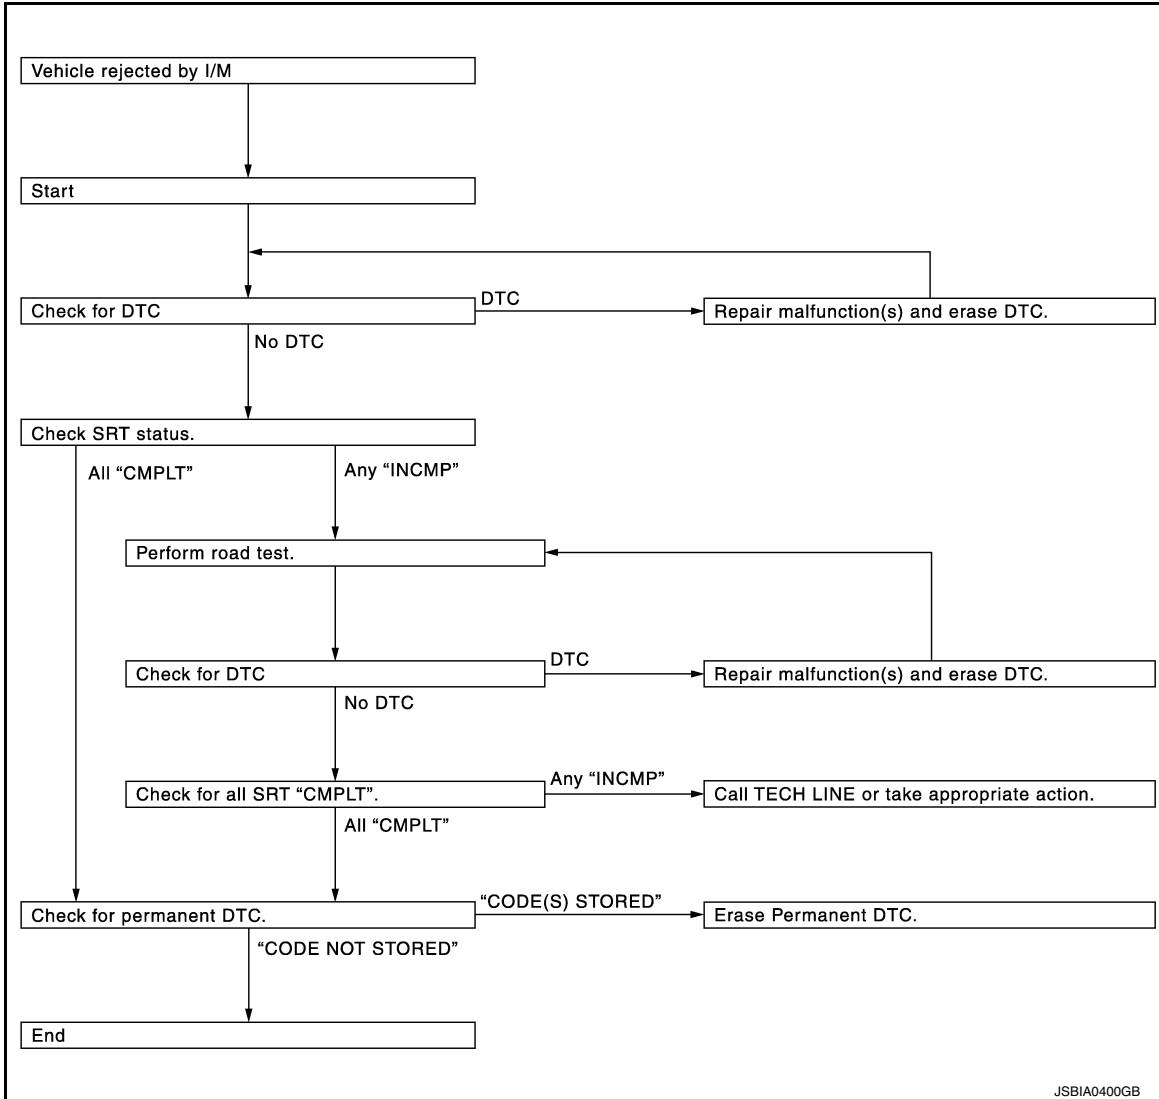 Vehicle rejected by I/M
Start
Check for DTC
DTC
Repair malfunction(s) and erase DTC.
No DTC
Check SRT status.
All “CMPLT”
Any “INCMP”
Perform road test.
Check for DTC
DTC
Repair malfunction(s) and erase DTC.
No DTC
Check for all SRT “CMPLT”.
Any “INCMP”
Call TECH LINE or take appropriate action.
All “CMPLT”
Check for permanent DTC.
“CODE(S) STORED”
Erase Permanent DTC.
“CODE NOT STORED”
End
JSBIA0400GB